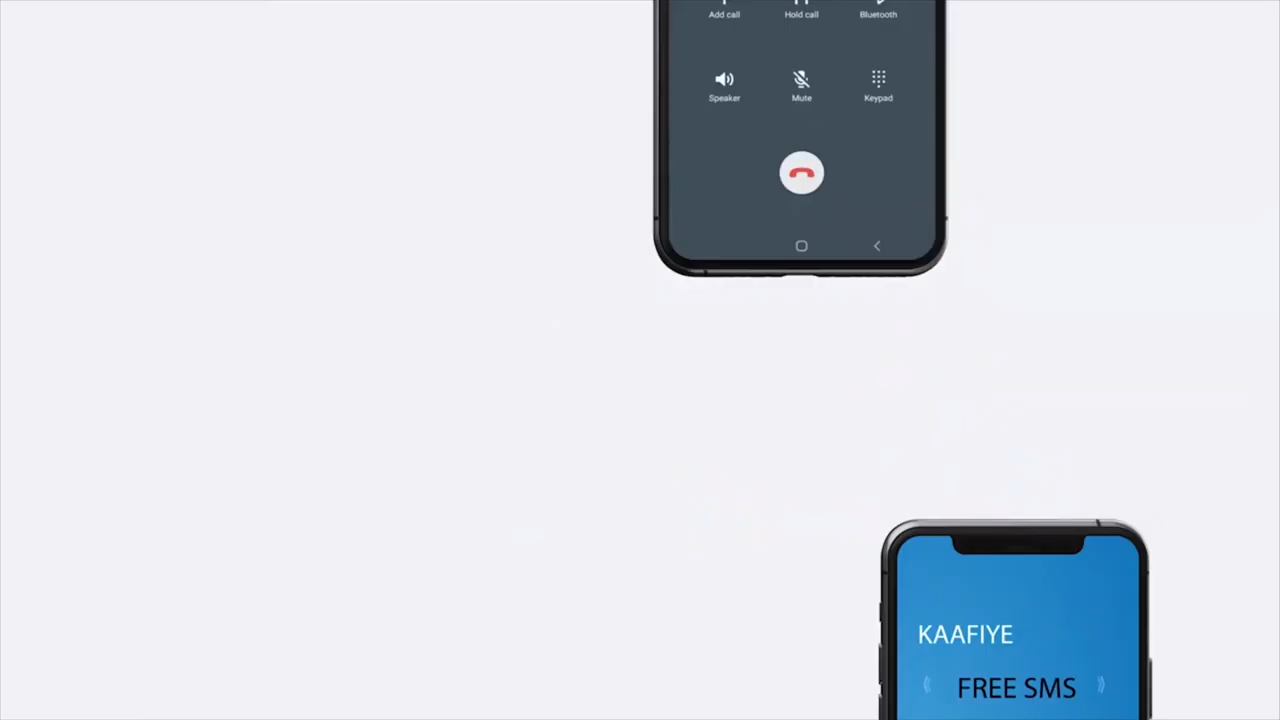 Add call Hold call Bluetooth
Speaker Mute Keypad
KAAFIYE
FREE SMS